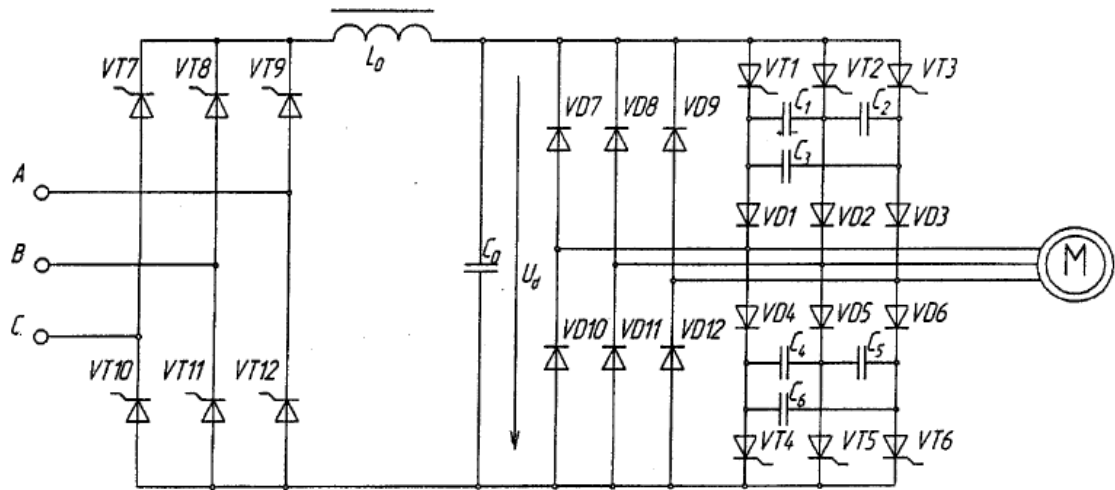 L₀
VT7
VT8
VT9
VT1
VT2
VT3
C₁
C₂
VD7
VD8
VD9
C₃
A
VD1
VD2
VD3
B
C₀
U_d
M
C
VD4
VD5
VD6
VD10
VD11
VD12
C₄
C₅
VT10
VT11
VT12
C₆
VT4
VT5
VT6